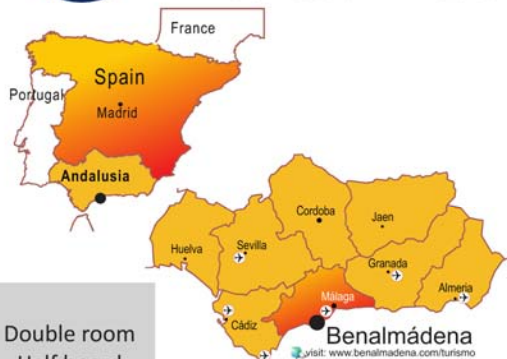 France
Spain
Portugal
Madrid
Andalusia
Cordoba
Jaen
Huelva
Sevilla
Granada
Almeria
Málaga
Cádiz
Benalmádena
visit: www.benalmadena.com/turismo
Double room